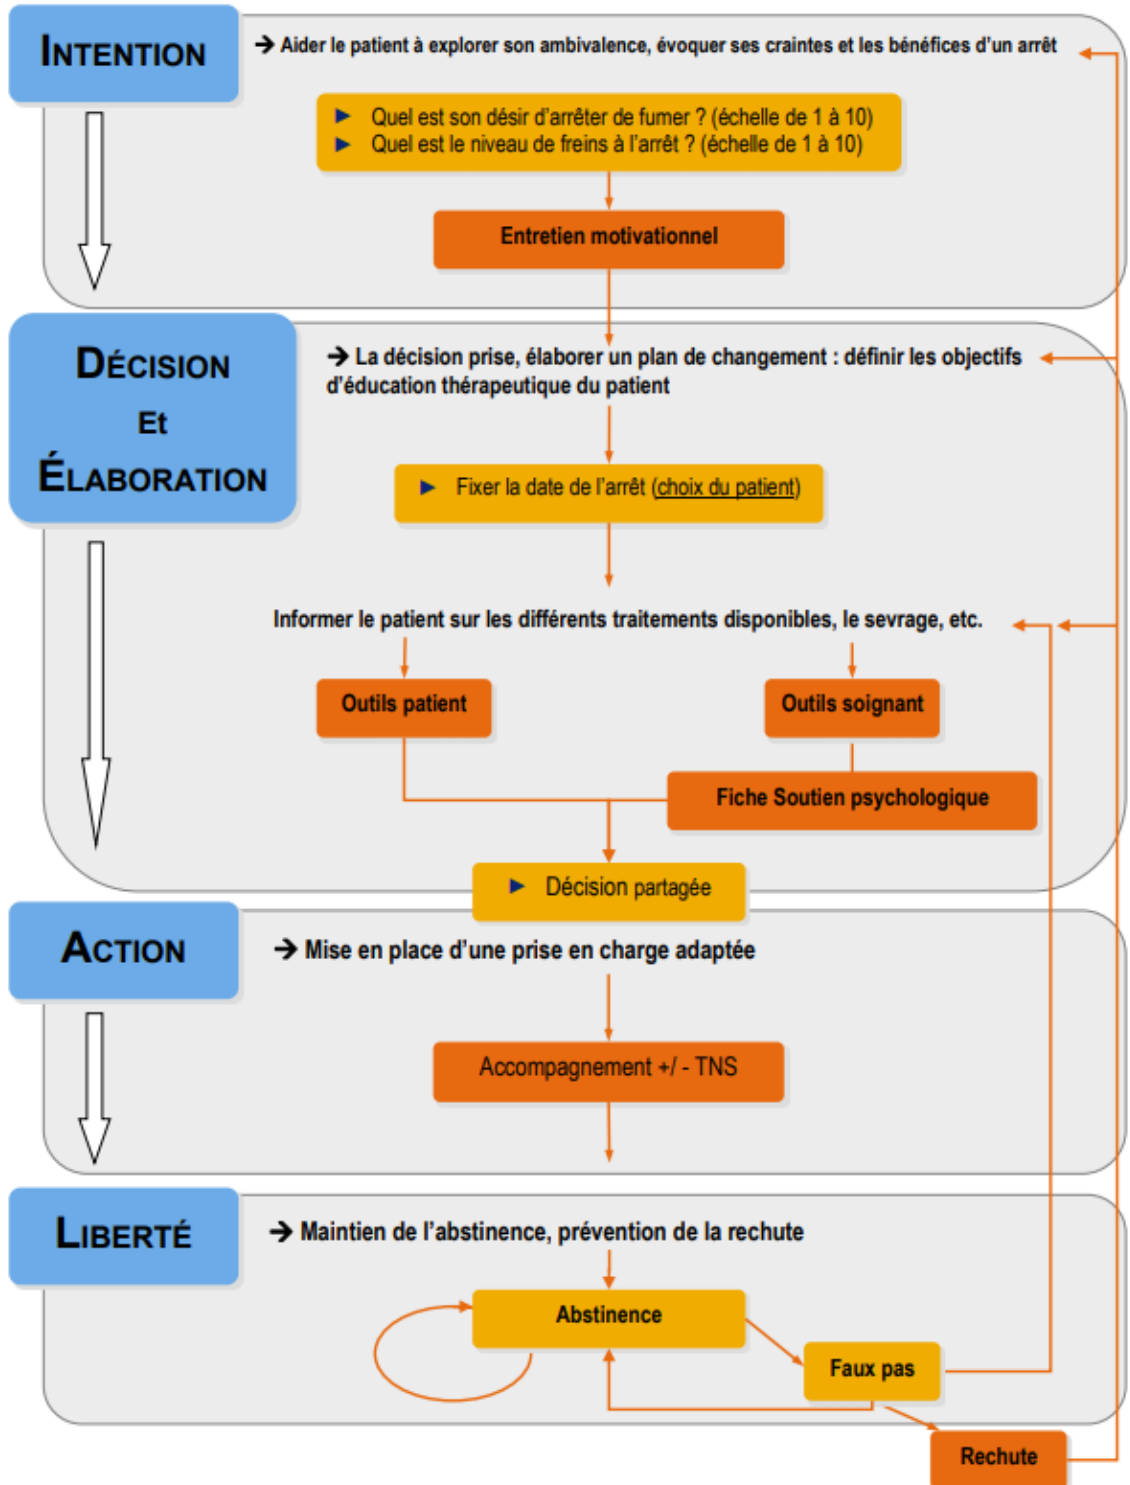 INTENTION
➔ Aider le patient à explorer son ambivalence, évoquer ses craintes et les bénéfices d'un arrêt
► Quel est son désir d'arrêter de fumer ? (échelle de 1 à 10)
► Quel est le niveau de freins à l'arrêt ? (échelle de 1 à 10)
Entretien motivationnel
DÉCISION
Et
ÉLABORATION
➔ La décision prise, élaborer un plan de changement : définir les objectifs
d'éducation thérapeutique du patient
► Fixer la date de l'arrêt (choix du patient)
Informer le patient sur les différents traitements disponibles, le sevrage, etc.
Outils patient
Outils soignant
Fiche Soutien psychologique
► Décision partagée
ACTION
➔ Mise en place d'une prise en charge adaptée
Accompagnement +/ - TNS
LIBERTÉ
➔ Maintien de l'abstinence, prévention de la rechute
Abstinence
Faux pas
Rechute